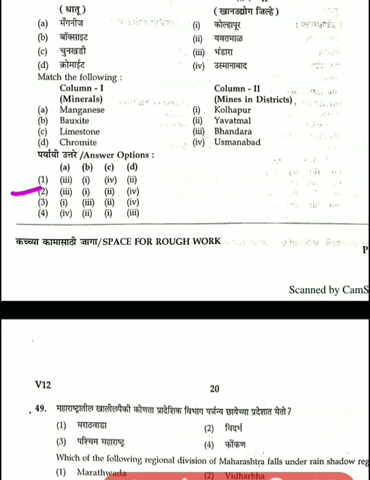 ( धातू ) ( खानउद्योग जिल्हे )
(a) मँगनीज (i) कोल्हापूर
(b) बॉक्साइट (ii) यवतमाळ
(c) चुनखडी (iii) भंडारा
(d) क्रोमाईट (iv) उस्मानाबाद
Match the following :
Column - I Column - II
(Minerals) (Mines in Districts)
(a) Manganese (i) Kolhapur
(b) Bauxite (ii) Yavatmal
(c) Limestone (iii) Bhandara
(d) Chromite (iv) Usmanabad
पर्यायी उत्तरे /Answer Options :
(a) (b) (c) (d)
(1) (iii) (i) (iv) (ii)
(2) (iii) (i) (ii) (iv)
(3) (i) (iii) (ii) (iv)
(4) (iv) (ii) (i) (iii)
कच्च्या कामासाठी जागा/SPACE FOR ROUGH WORK
P
Scanned by CamS
V12 20
49. महाराष्ट्रातील खालीलपैकी कोणता प्रादेशिक विभाग पर्जन्य छायेच्या प्रदेशात येतो ?
(1) मराठवाडा (2) विदर्भ
(3) पश्चिम महाराष्ट्र (4) कोंकण
Which of the following regional division of Maharashtra falls under rain shadow reg
(1) Marathwada (2) Vidharbha